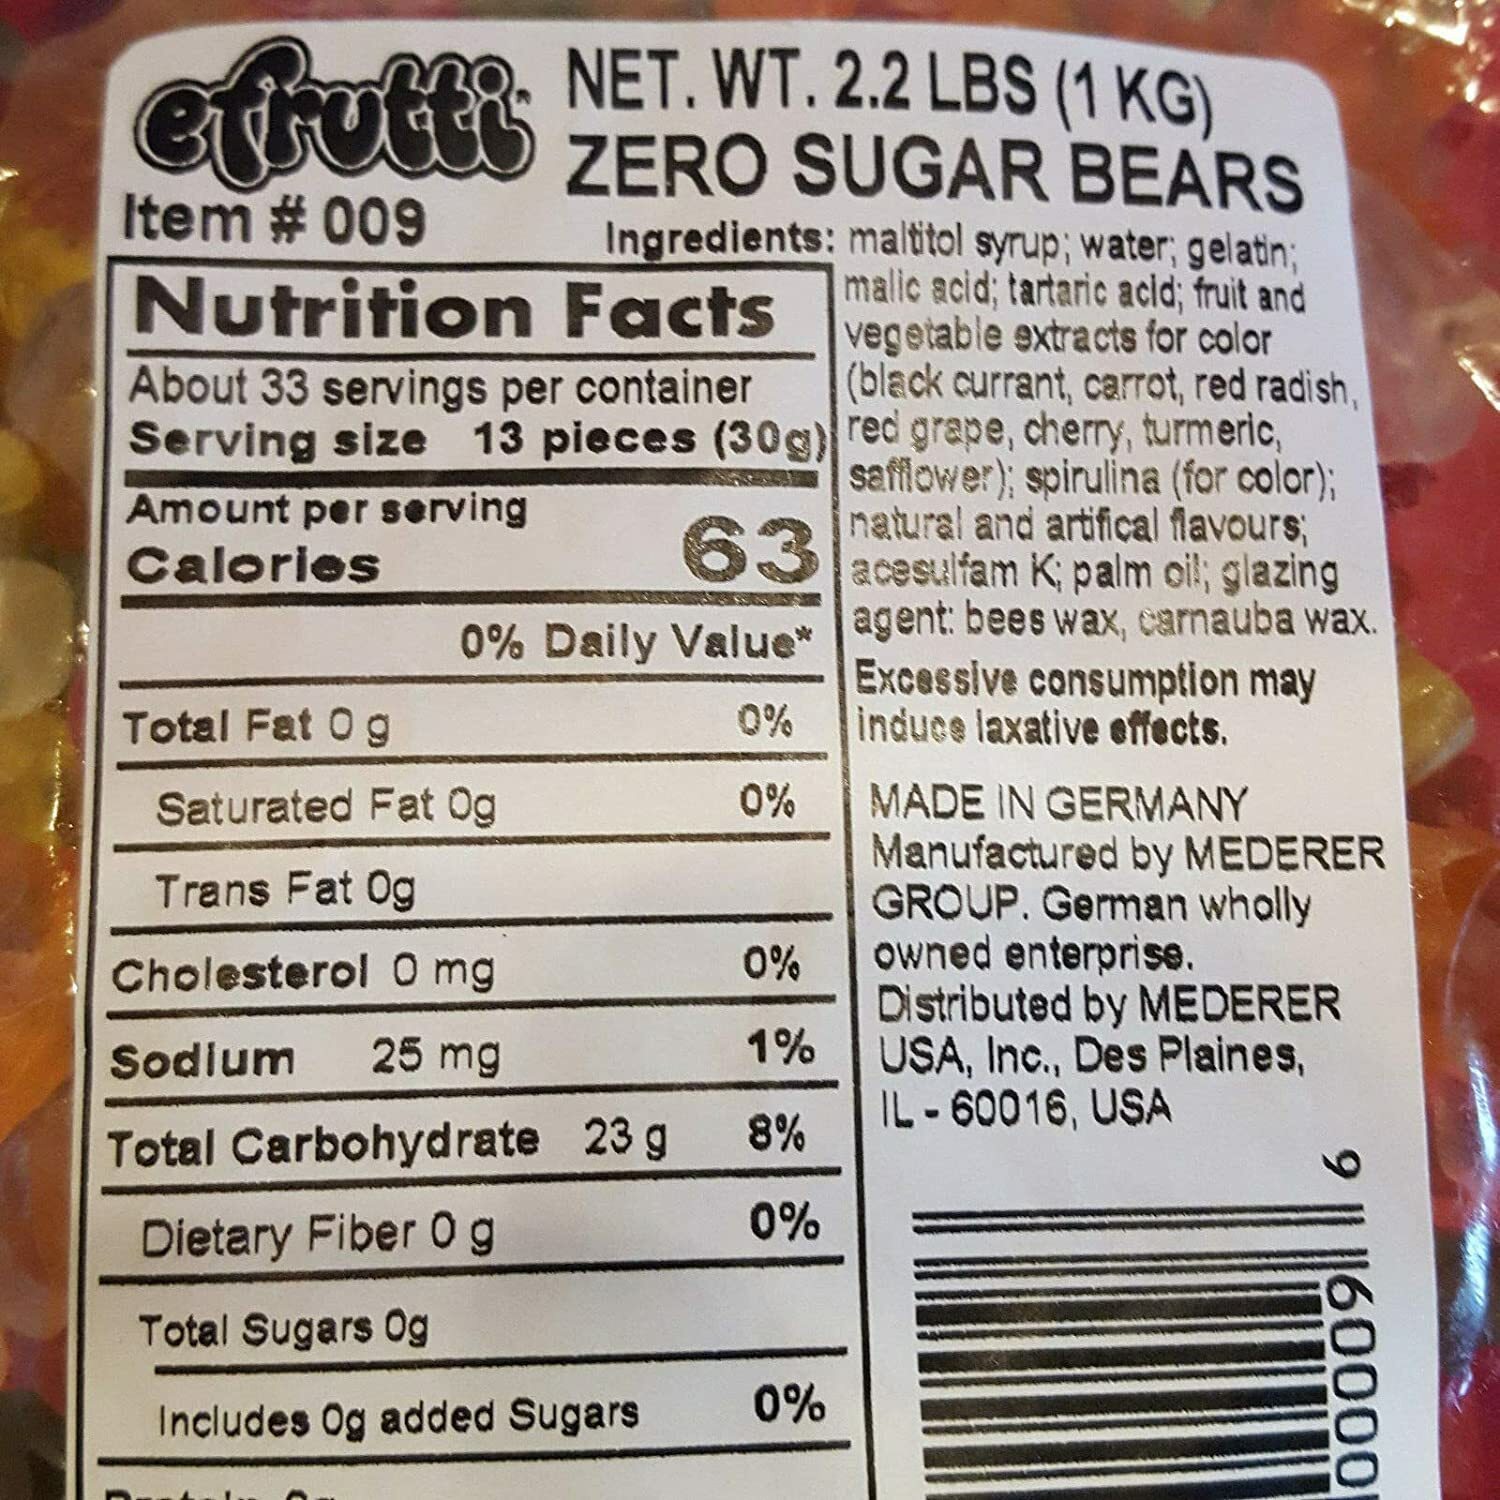 efrutti
NET. WT. 2.2 LBS (1 KG)
ZERO SUGAR BEARS
Item # 009
Ingredients: maltitol syrup; water; gelatin;
malic acid; tartaric acid; fruit and
vegetable extracts for color
(black currant, carrot, red radish,
red grape, cherry, turmeric,
safflower); spirulina (for color);
natural and artifical flavours;
acesulfam K; palm oil; glazing
agent: bees wax, carnauba wax.
Excessive consumption may
induce laxative effects.
MADE IN GERMANY
Manufactured by MEDERER
GROUP. German wholly
owned enterprise.
Distributed by MEDERER
USA, Inc., Des Plaines,
IL - 60016, USA
Nutrition Facts
About 33 servings per container
Serving size 13 pieces (30g)
Amount per serving
Calories 63
0% Daily Value*
Total Fat 0 g 0%
Saturated Fat 0g 0%
Trans Fat 0g
Cholesterol 0 mg 0%
Sodium 25 mg 1%
Total Carbohydrate 23 g 8%
Dietary Fiber 0 g 0%
Total Sugars 0g
Includes 0g added Sugars 0%